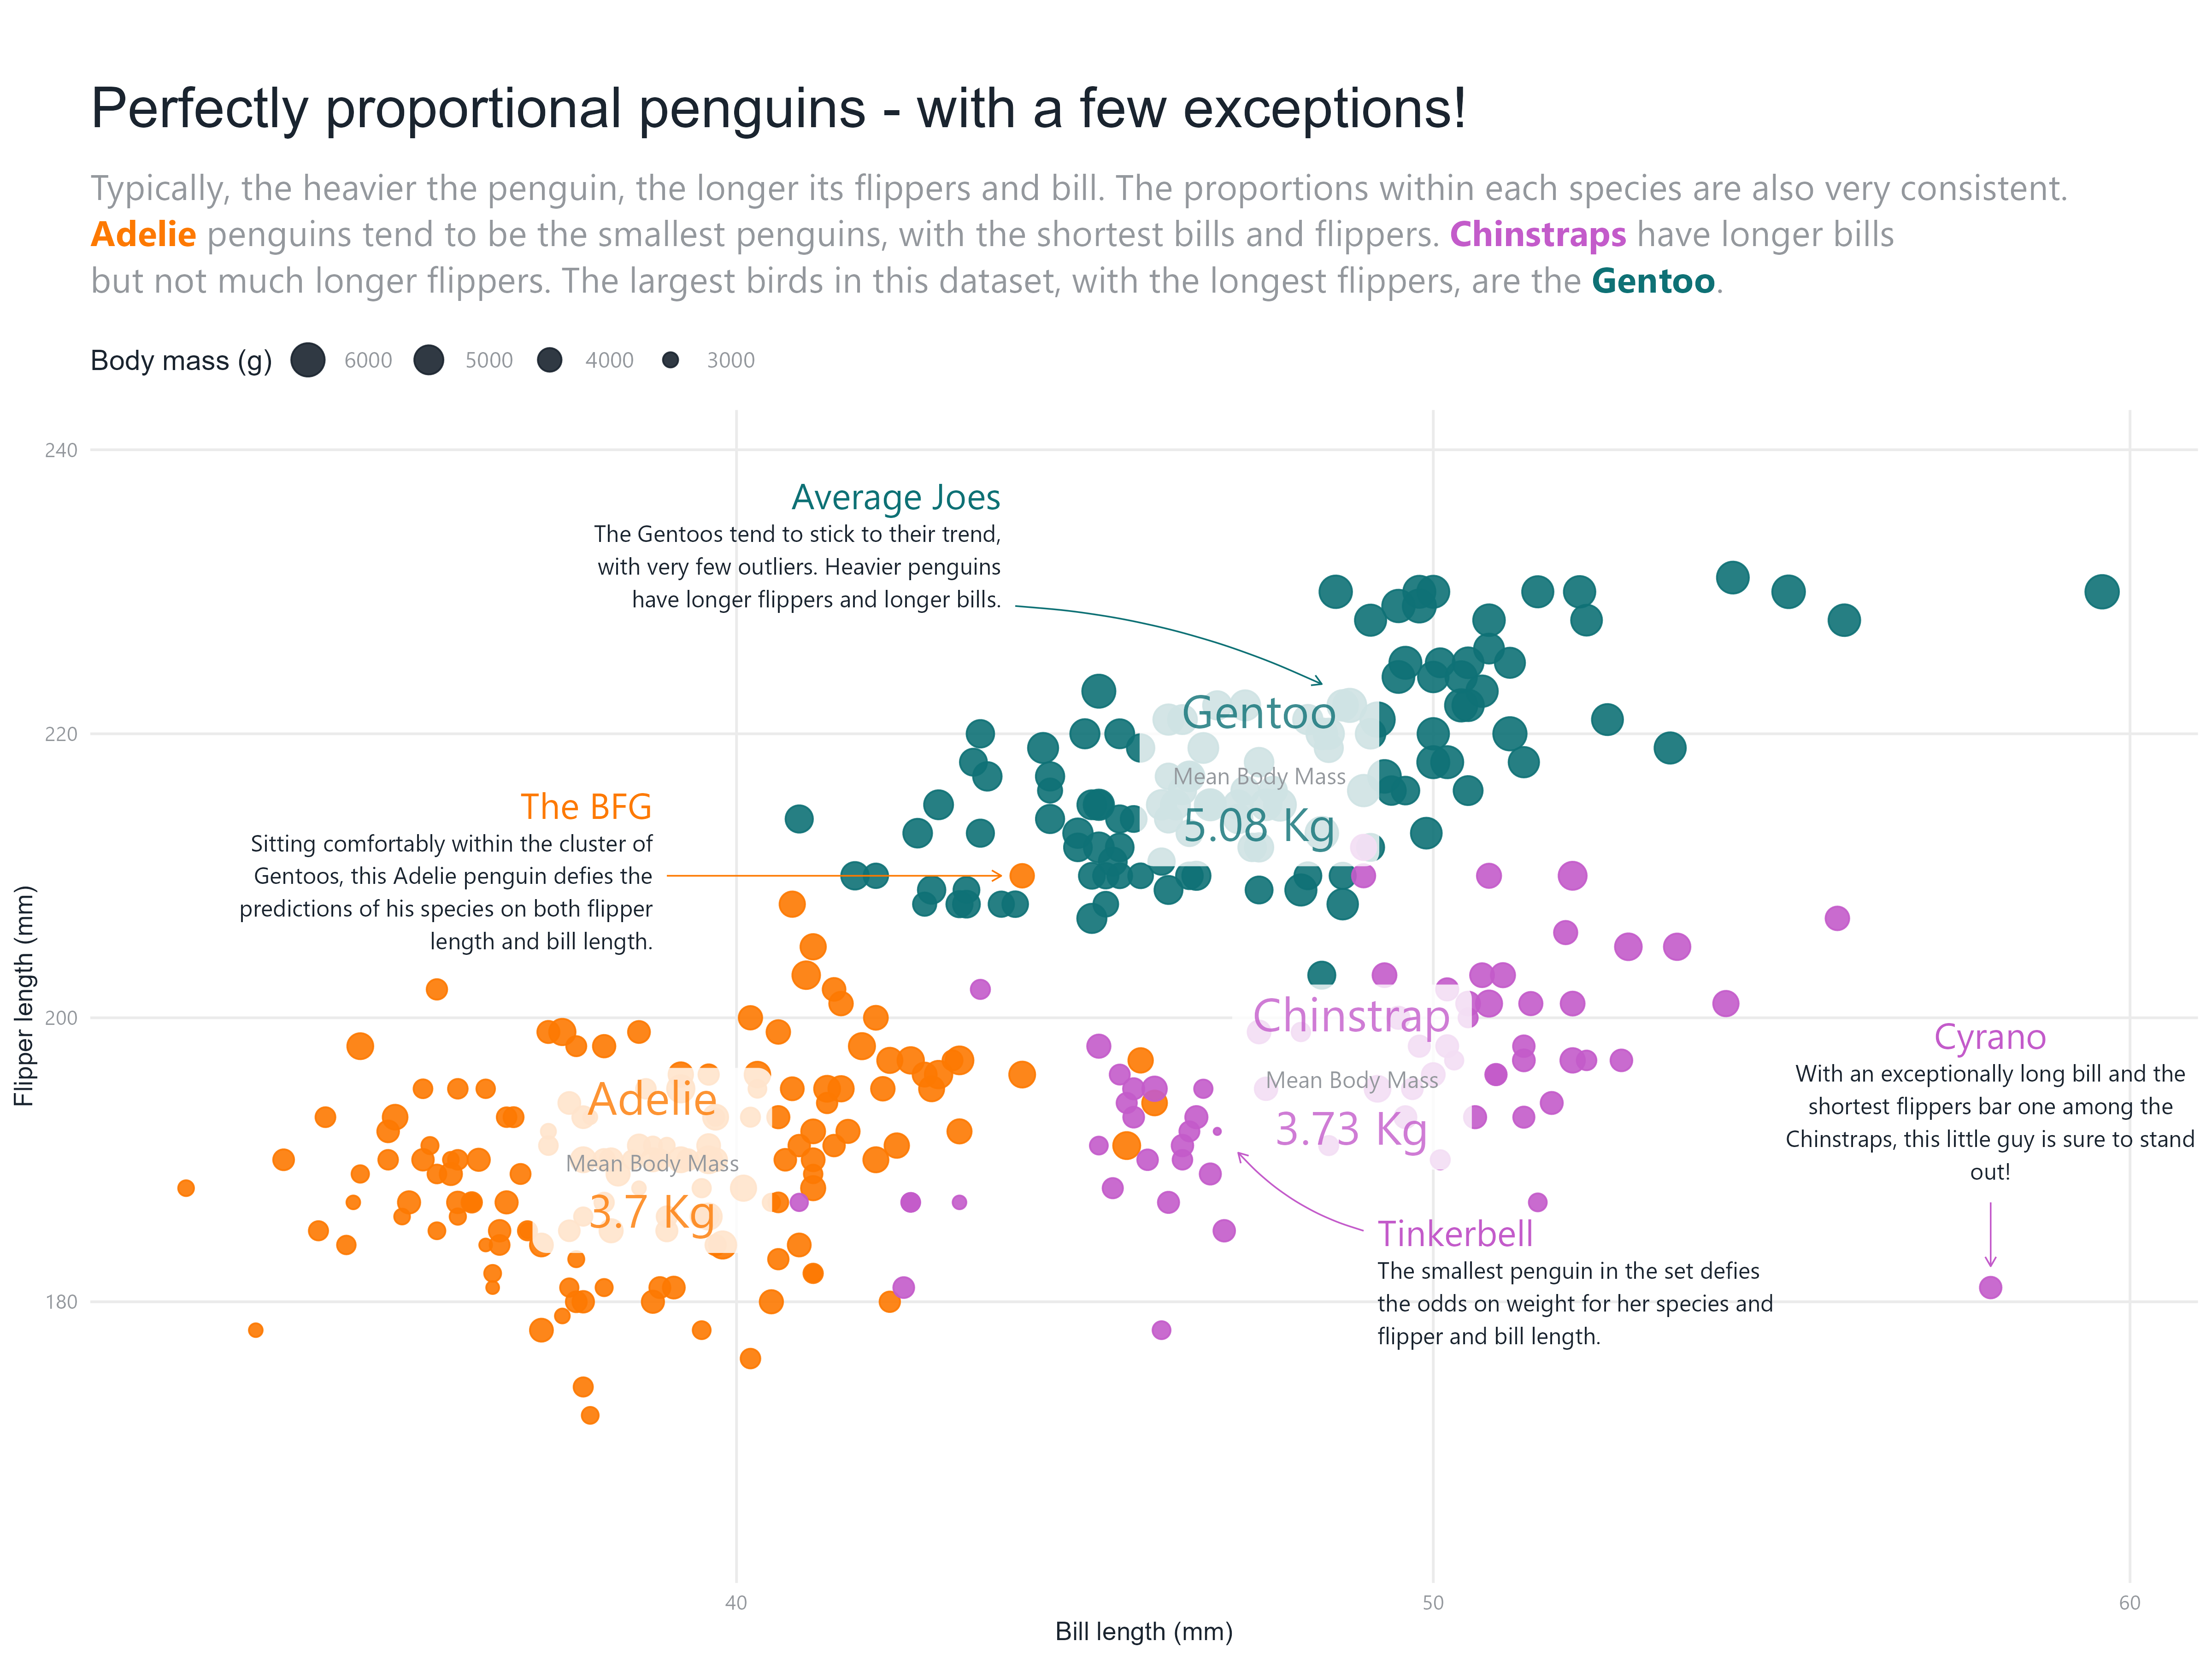 Perfectly proportional penguins - with a few exceptions!
Typically, the heavier the penguin, the longer its flippers and bill. The proportions within each species are also very consistent.
Adelie penguins tend to be the smallest penguins, with the shortest bills and flippers. Chinstraps have longer bills
but not much longer flippers. The largest birds in this dataset, with the longest flippers, are the Gentoo.
Body mass (g) 6000 5000 4000 3000
240
Average Joes
The Gentoos tend to stick to their trend,
with very few outliers. Heavier penguins
have longer flippers and longer bills.
Gentoo
Mean Body Mass
5.08 Kg
220
The BFG
Sitting comfortably within the cluster of
Gentoos, this Adelie penguin defies the
predictions of his species on both flipper
length and bill length.
Flipper length (mm)
200
Chinstrap
Mean Body Mass
3.73 Kg
Cyrano
With an exceptionally long bill and the
shortest flippers bar one among the
Chinstraps, this little guy is sure to stand
out!
Adelie
Mean Body Mass
3.7 Kg
Tinkerbell
The smallest penguin in the set defies
the odds on weight for her species and
flipper and bill length.
180
40 50 60
Bill length (mm)